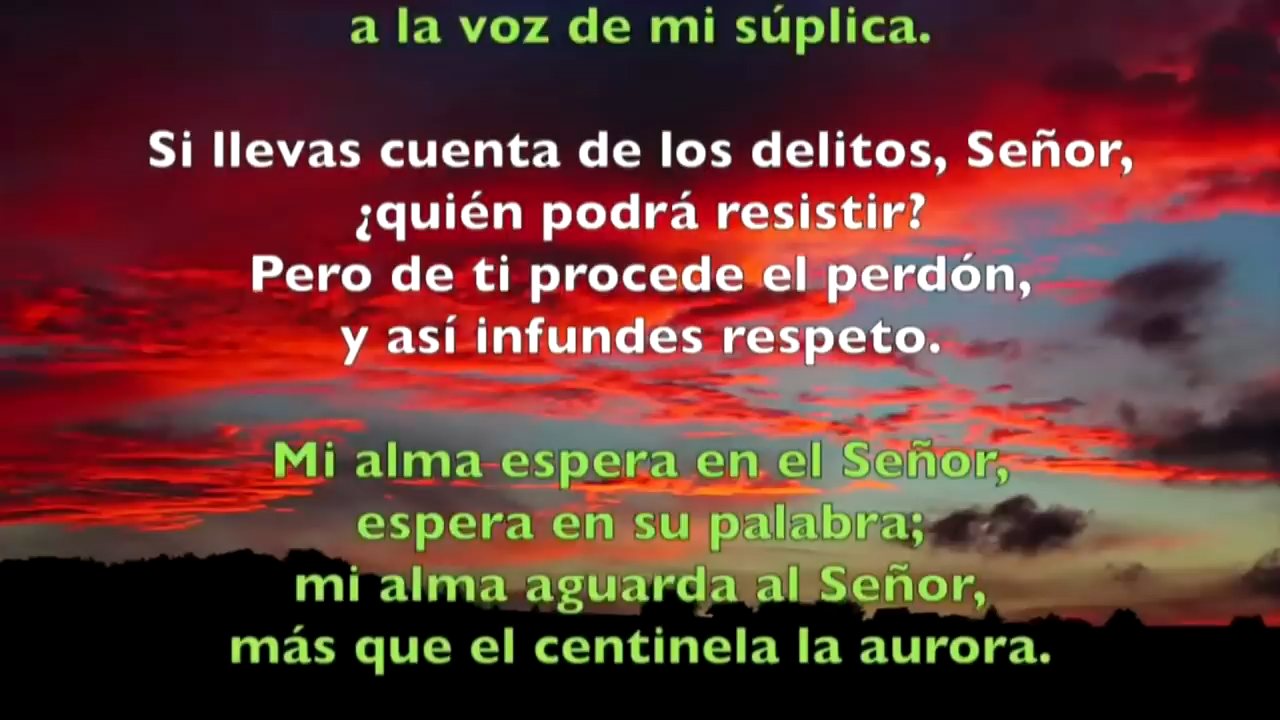 a la voz de mi súplica.
Si llevas cuenta de los delitos, Señor,
¿quién podrá resistir?
Pero de ti procede el perdón,
y así infundes respeto.
Mi alma espera en el Señor,
espera en su palabra;
mi alma aguarda al Señor,
más que el centinela la aurora.